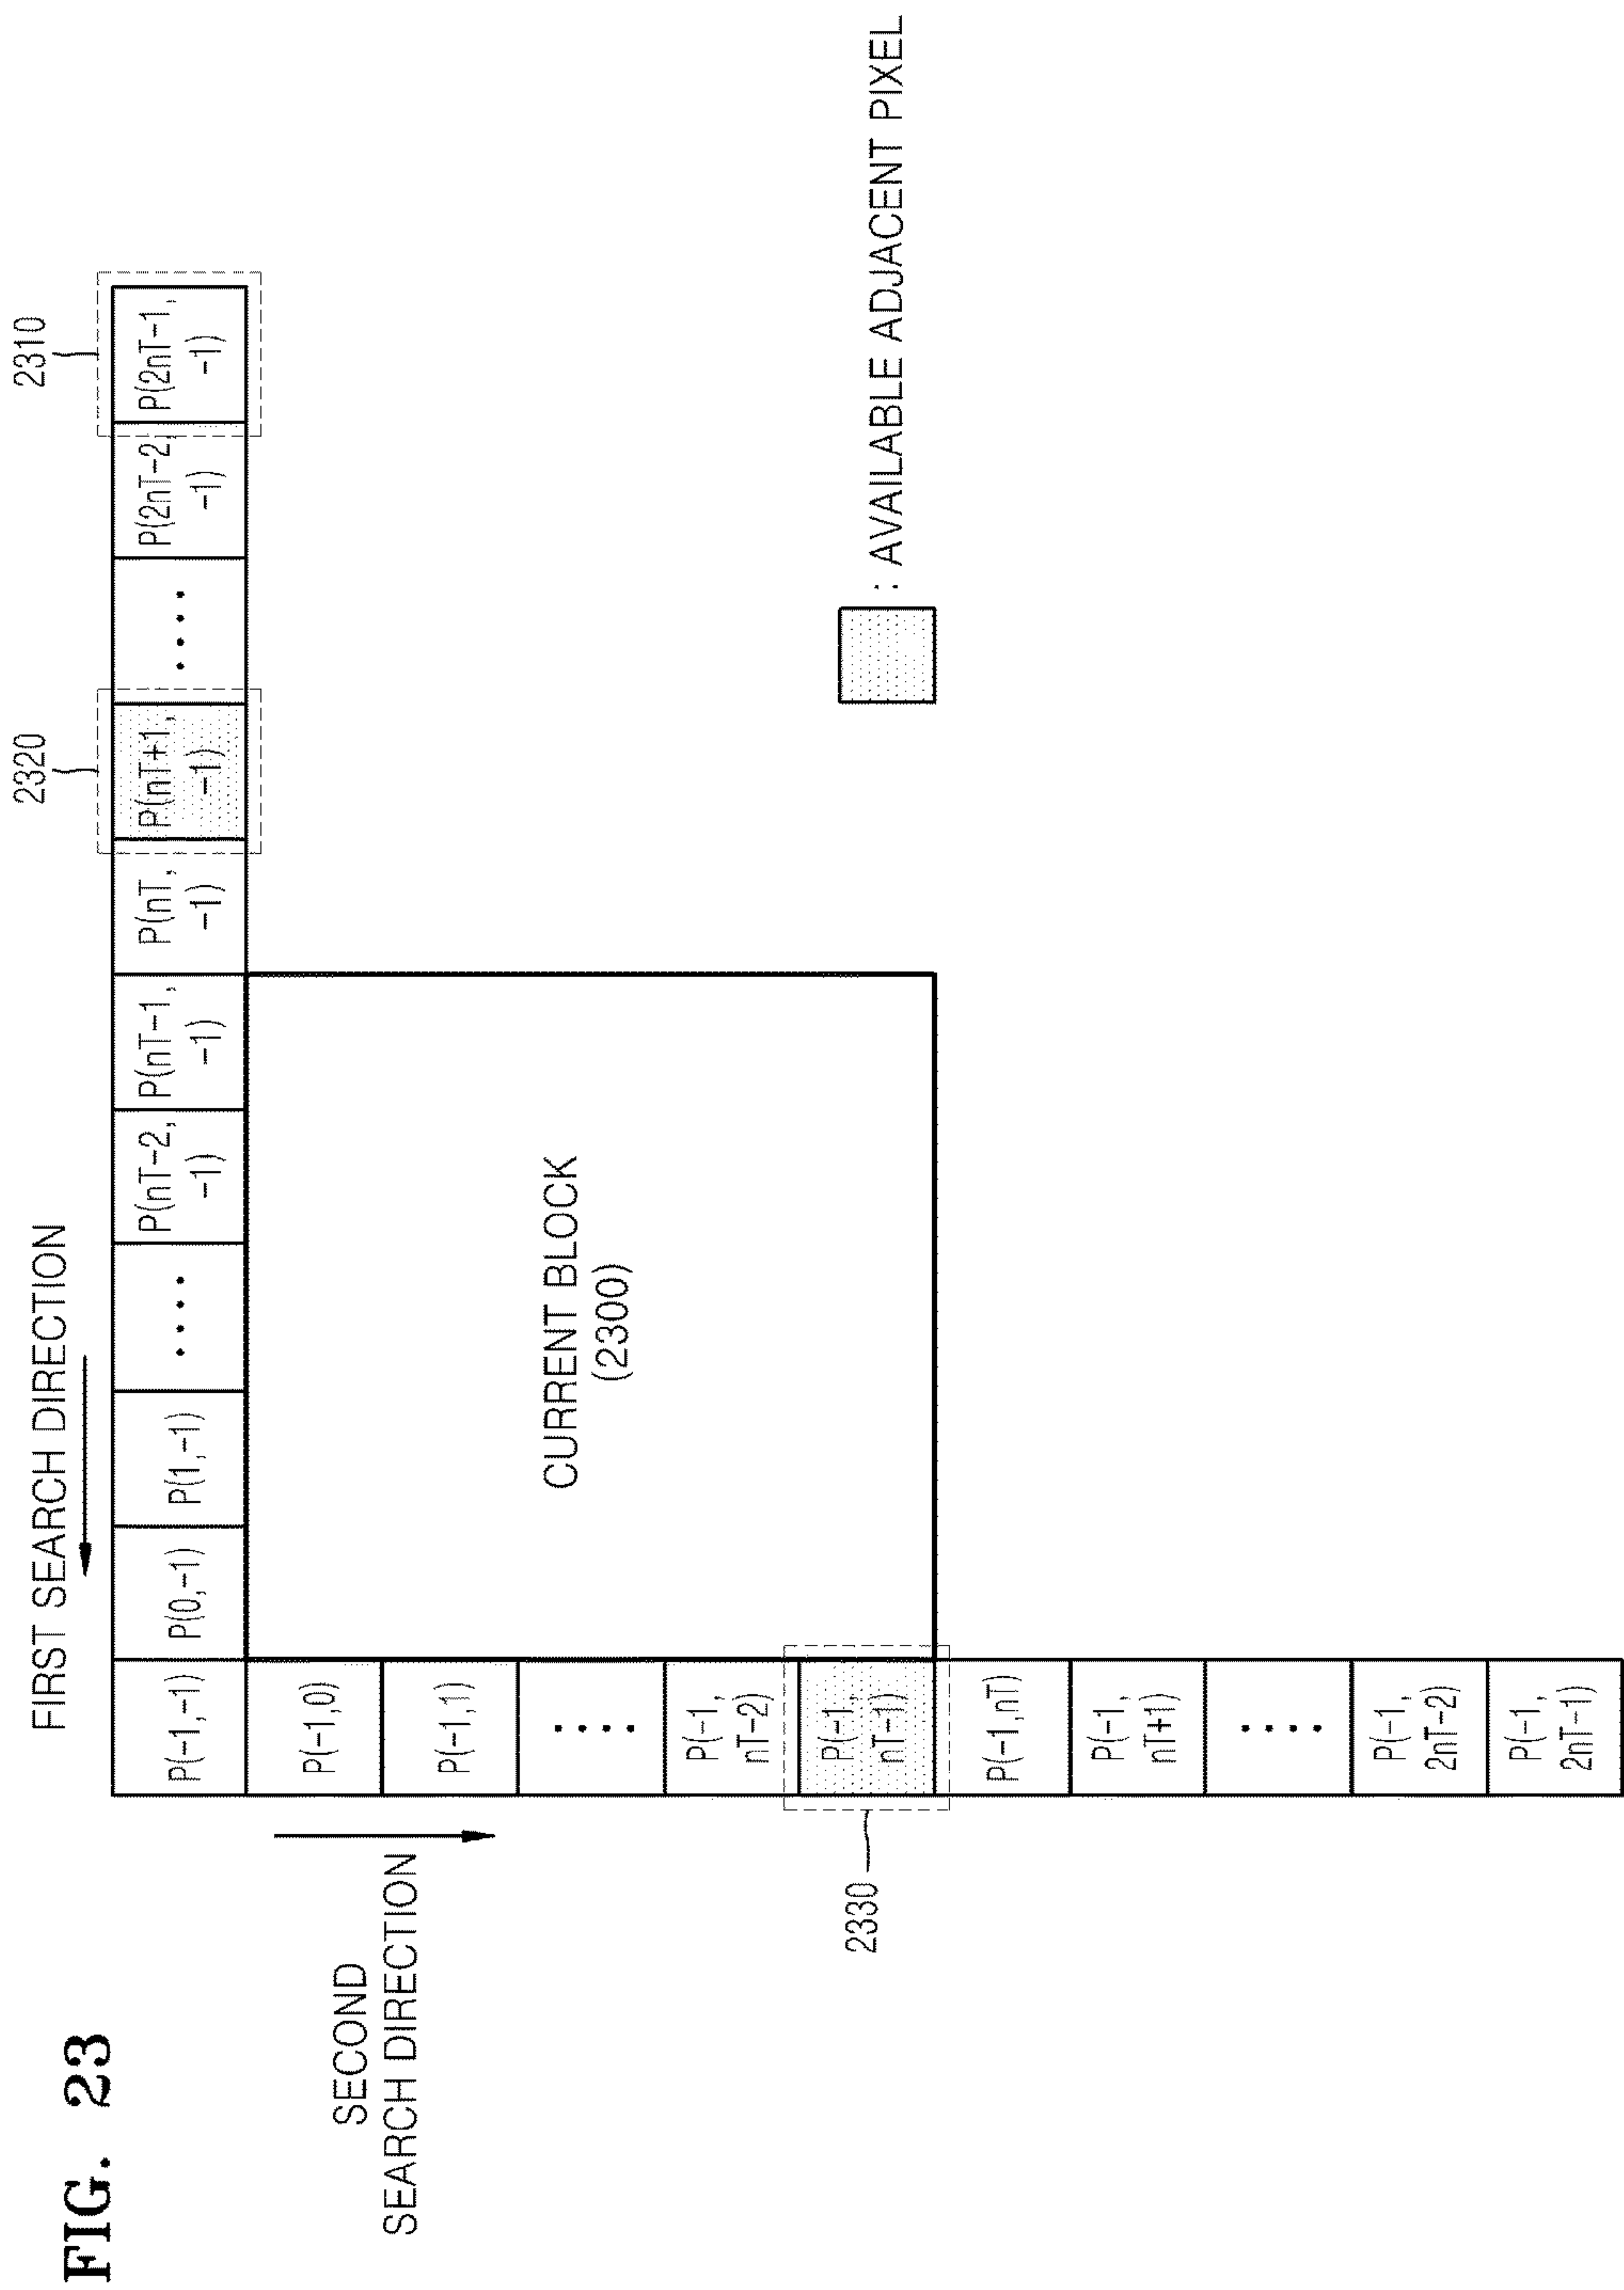 FIG. 23
FIRST SEARCH DIRECTION
2320
2310
P(-1,-1)
P(0,-1)
P(1,-1)
....
P(nT-2,
-1)
P(nT-1,
-1)
P(nT,
-1)
P(nT+1,
-1)
....
P(2nT-2,
-1)
P(2nT-1,
-1)
SECOND
SEARCH DIRECTION
P(-1,0)
P(-1,1)
....
P(-1,
nT-2)
P(-1,
nT-1)
2330
P(-1,nT)
P(-1,
nT+1)
....
P(-1,
2nT-2)
P(-1,
2nT-1)
CURRENT BLOCK
(2300)
: AVAILABLE ADJACENT PIXEL